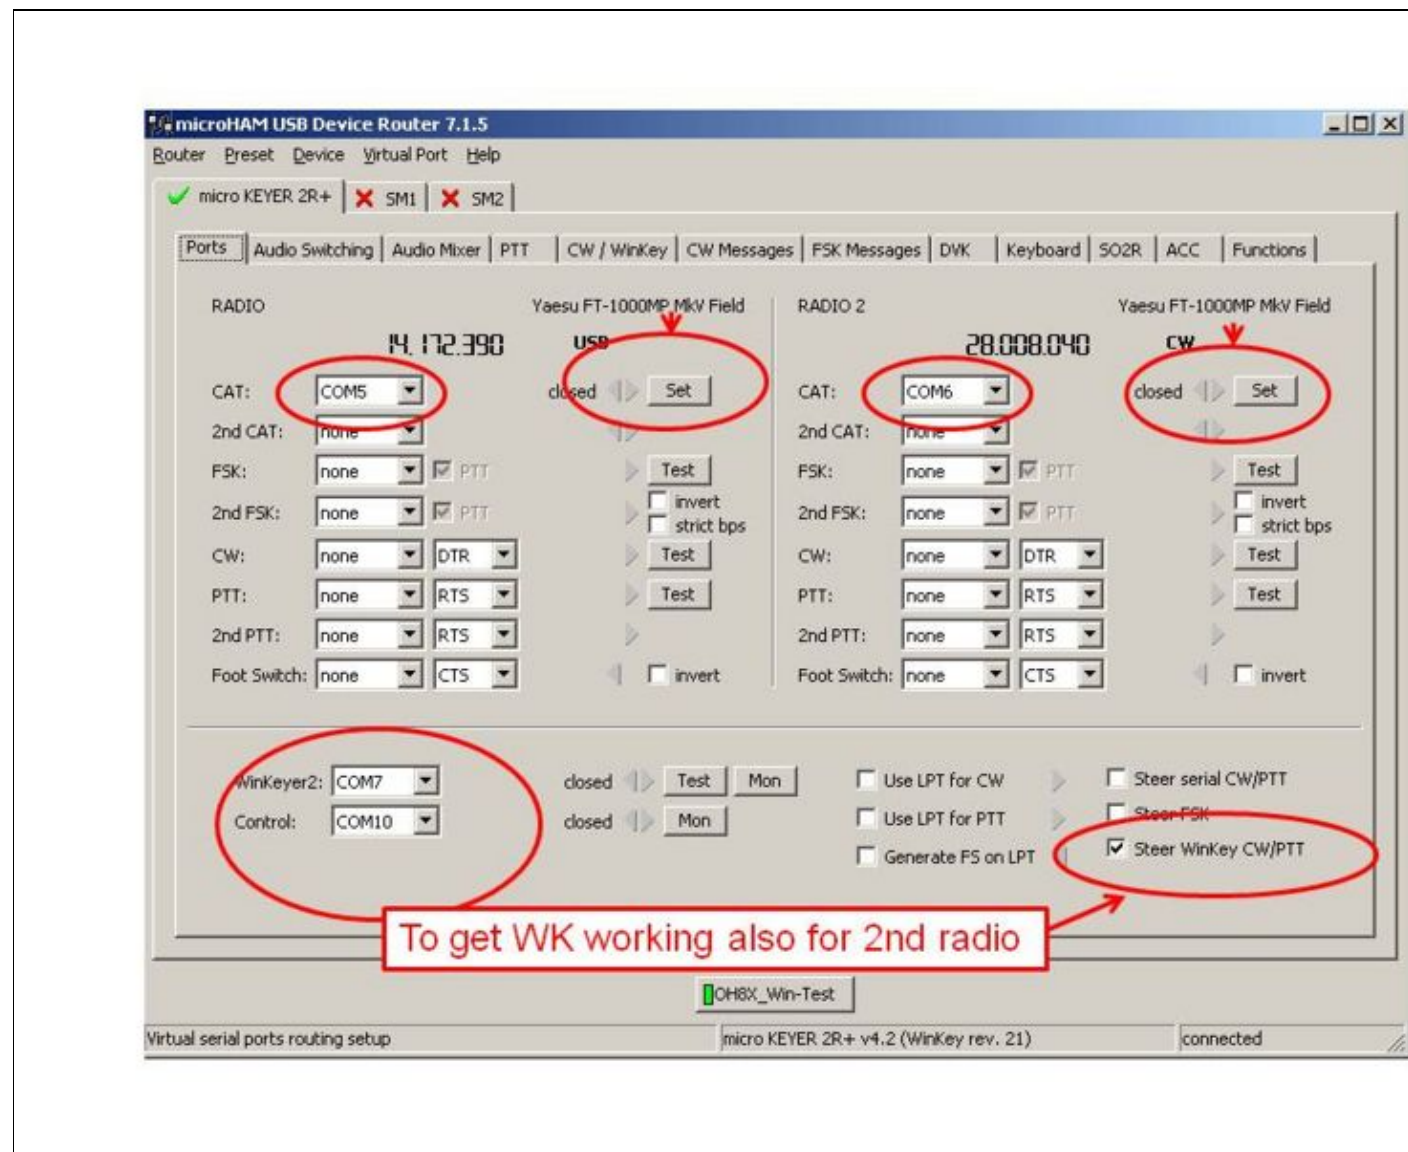 microHAM USB Device Router 7.1.5
Router Preset Device Virtual Port Help
micro KEYER 2R+ SM1 SM2
Ports Audio Switching Audio Mixer PTT CW / WinKey CW Messages FSK Messages DVK Keyboard SO2R ACC Functions
RADIO Yaesu FT-1000MP MkV Field RADIO 2 Yaesu FT-1000MP MkV Field
14.172.390 USB 28.008.040 CW
CAT: COM5 closed Set CAT: COM6 closed Set
2nd CAT: none 2nd CAT: none
FSK: none PTT Test FSK: none PTT Test
2nd FSK: none PTT invert 2nd FSK: none PTT invert
strict bps strict bps
CW: none DTR Test CW: none DTR Test
PTT: none RTS Test PTT: none RTS Test
2nd PTT: none RTS 2nd PTT: none RTS
Foot Switch: none CTS invert Foot Switch: none CTS invert
WinKeyer2: COM7 closed Test Mon Use LPT for CW Steer serial CW/PTT
Control: COM10 closed Mon Use LPT for PTT Steer FSK
Generate FS on LPT Steer WinKey CW/PTT
To get WK working also for 2nd radio
OH8X_Win-Test
Virtual serial ports routing setup micro KEYER 2R+ v4.2 (WinKey rev. 21) connected